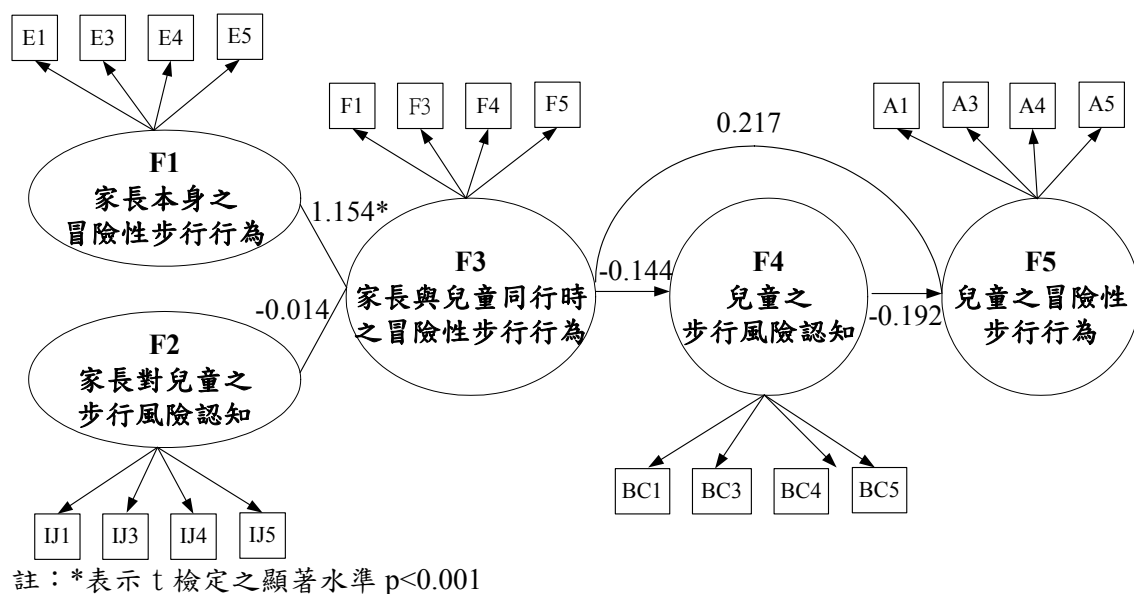 E1 E3 E4 E5
F1
家長本身之
冒險性步行行為
1.154*
-0.014
F2
家長對兒童之
步行風險認知
IJ1 IJ3 IJ4 IJ5
F1 F3 F4 F5
F3
家長與兒童同行時
之冒險性步行行為
0.217
-0.144
F4
兒童之
步行風險認知
BC1 BC3 BC4 BC5
-0.192
A1 A3 A4 A5
F5
兒童之冒險性
步行行為
註：*表示 t 檢定之顯著水準 p<0.001